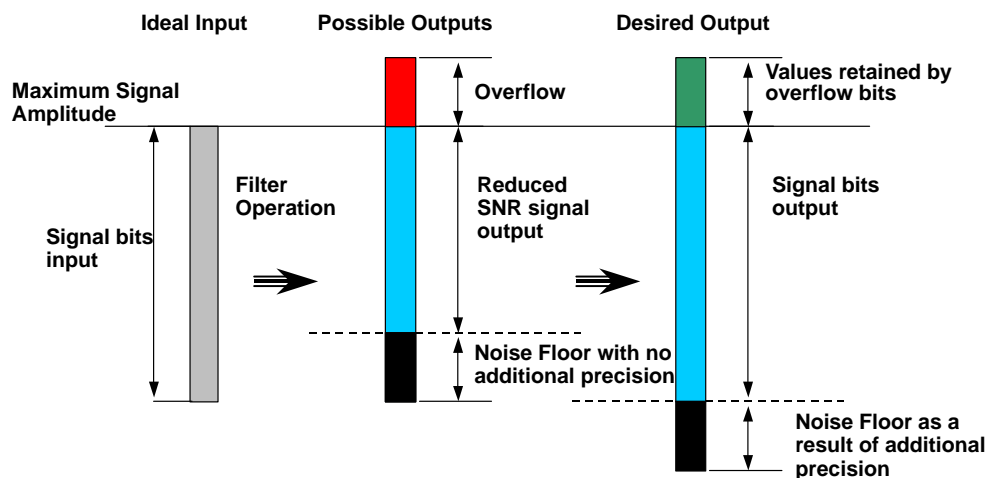 Ideal Input
Possible Outputs
Desired Output
Maximum Signal
Amplitude
Overflow
Values retained by
overflow bits
Filter
Operation
Reduced
SNR signal
output
Signal bits
output
Signal bits
input
Noise Floor with no
additional precision
Noise Floor as a
result of additional
precision